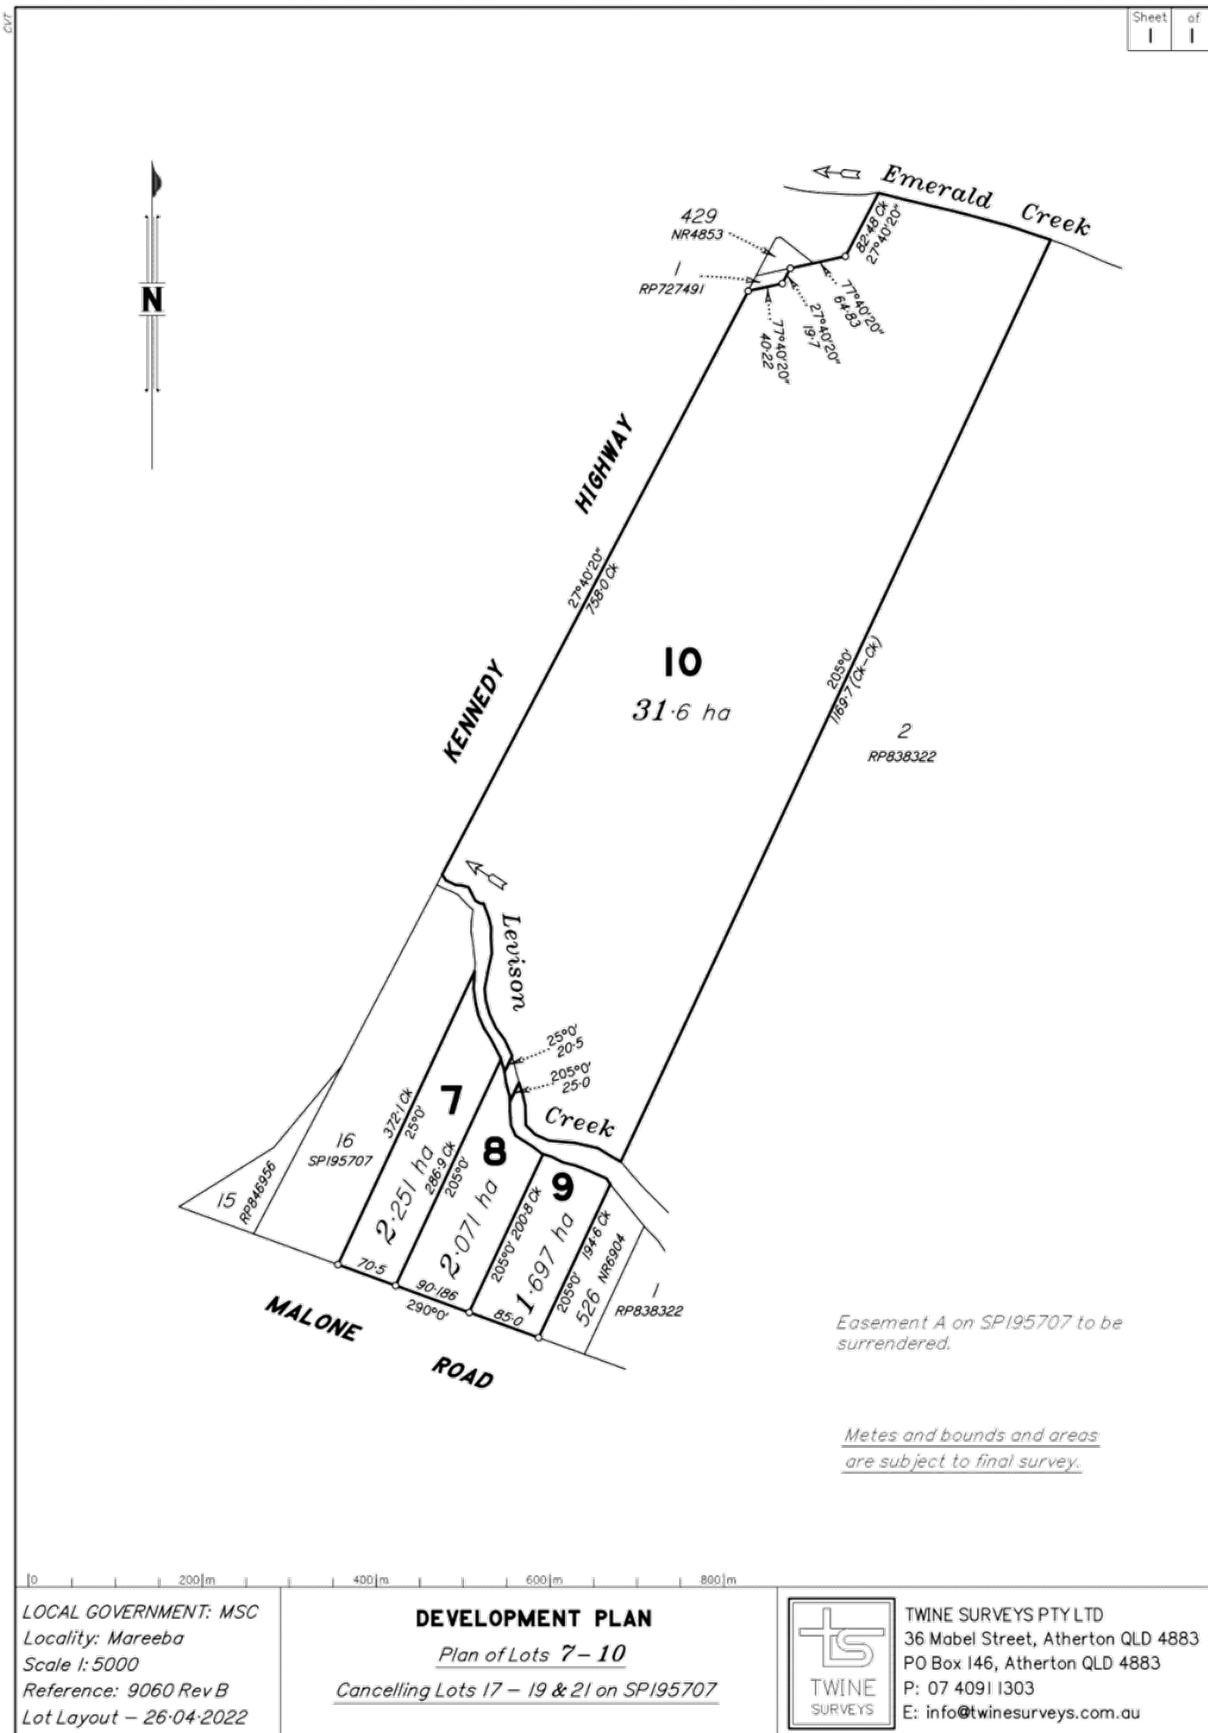 CVT
Sheet of
1 1
Emerald Creek
82·48 Ck
27°40'20"
429
NR4853
1
RP727491
77°40'20"
64·83
27°40'20"
19·7
77°40'20"
40·22
N
KENNEDY HIGHWAY
27°40'20"
758·0 Ck
10
31·6 ha
205°0'
1169·7 (Ck-Ck)
2
RP838322
Levison Creek
25°0'
20·5
205°0'
25·0
7
2·251 ha
372·1 Ck
25°0'
286·9 Ck
205°0'
8
2·071 ha
205°0' 200·8 Ck
9
1·697 ha
205°0' 194·6 Ck
16
SP195707
15
RP846956
526 NR6904
1
RP838322
70·5
90·186
290°0'
85·0
MALONE ROAD
Easement A on SP195707 to be
surrendered.
Metes and bounds and areas
are subject to final survey.
0 200m 400m 600m 800m
LOCAL GOVERNMENT: MSC
Locality: Mareeba
Scale 1: 5000
Reference: 9060 Rev B
Lot Layout – 26·04·2022
DEVELOPMENT PLAN
Plan of Lots 7 – 10
Cancelling Lots 17 – 19 & 21 on SP195707
ts
TWINE
SURVEYS
TWINE SURVEYS PTY LTD
36 Mabel Street, Atherton QLD 4883
PO Box 146, Atherton QLD 4883
P: 07 4091 1303
E: info@twinesurveys.com.au